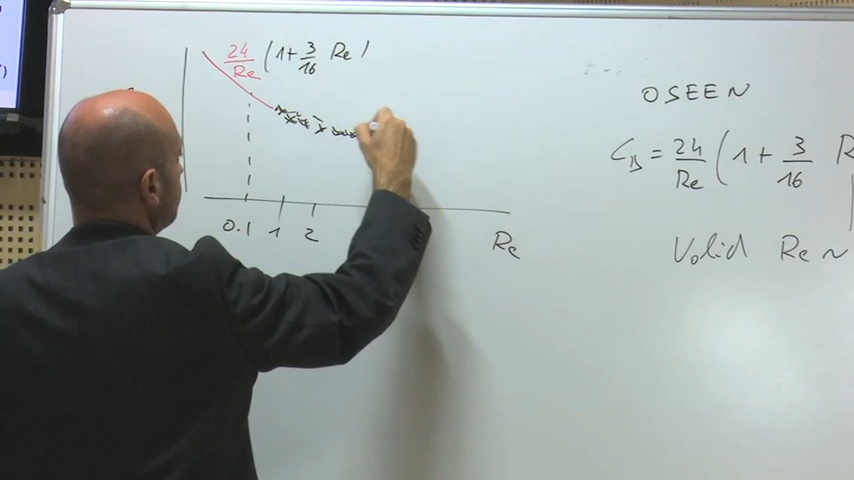 24/Re (1+ 3/16 Re)
OSEEN
C_D = 24/Re (1 + 3/16 R
Valid Re ~
0.1 1 2 Re